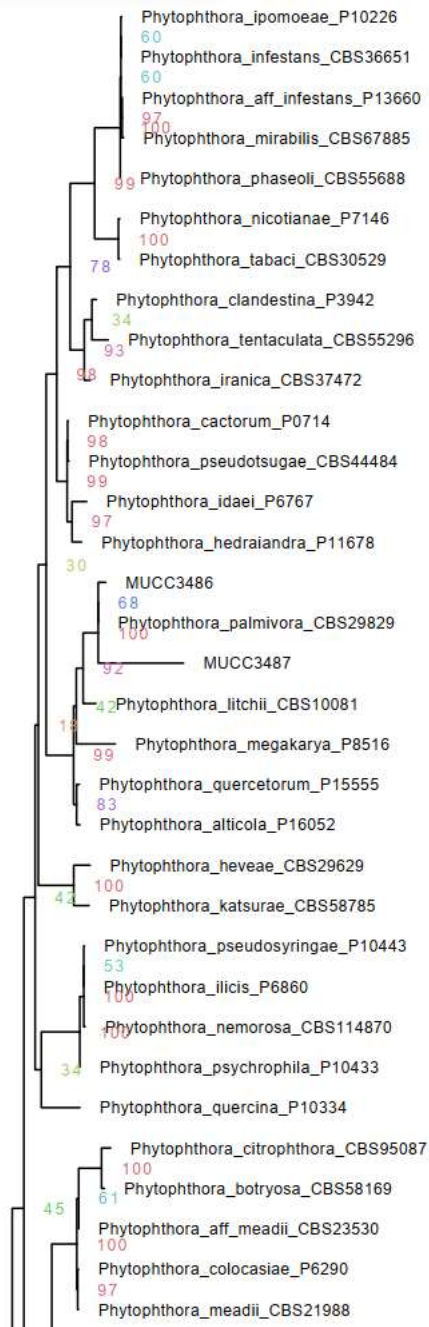 Phytophthora_ipomoeae_P10226
60
Phytophthora_infestans_CBS36651
60
Phytophthora_aff_infestans_P13660
97
100
Phytophthora_mirabilis_CBS67885
Phytophthora_phaseoli_CBS55688
99
Phytophthora_nicotianae_P7146
100
Phytophthora_tabaci_CBS30529
78
Phytophthora_clandestina_P3942
34
Phytophthora_tentaculata_CBS55296
93
98
Phytophthora_iranica_CBS37472
Phytophthora_cactorum_P0714
98
Phytophthora_pseudotsugae_CBS44484
99
Phytophthora_idaei_P6767
97
Phytophthora_hedraiandra_P11678
30
MUCC3486
68
Phytophthora_palmivora_CBS29829
100
MUCC3487
92
42 Phytophthora_litchii_CBS10081
Phytophthora_megakarya_P8516
99
Phytophthora_quercetorum_P15555
83
Phytophthora_alticola_P16052
Phytophthora_heveae_CBS29629
100
42
Phytophthora_katsurae_CBS58785
Phytophthora_pseudosyringae_P10443
53
Phytophthora_ilicis_P6860
100
Phytophthora_nemorosa_CBS114870
100
Phytophthora_psychrophila_P10433
34
Phytophthora_quercina_P10334
Phytophthora_citrophthora_CBS95087
100
Phytophthora_botryosa_CBS58169
61
45
Phytophthora_aff_meadii_CBS23530
100
Phytophthora_colocasiae_P6290
97
Phytophthora_meadii_CBS21988